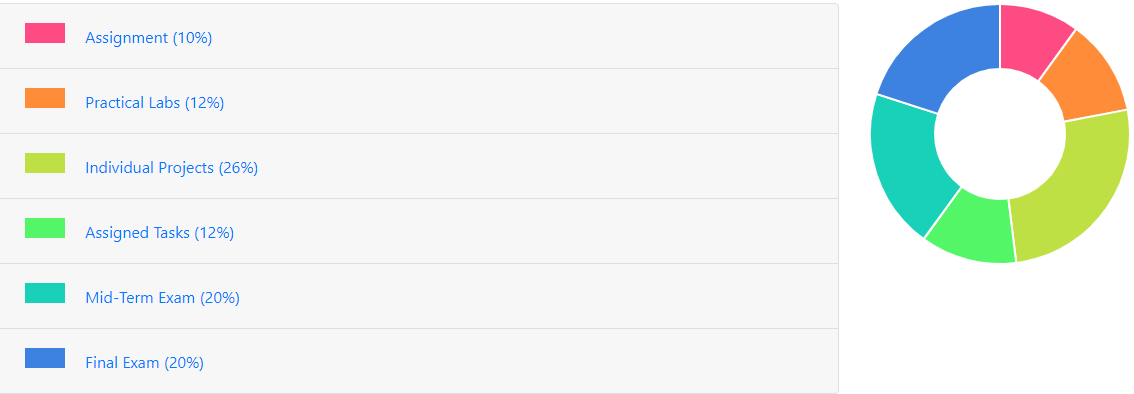 Assignment (10%)
Practical Labs (12%)
Individual Projects (26%)
Assigned Tasks (12%)
Mid-Term Exam (20%)
Final Exam (20%)